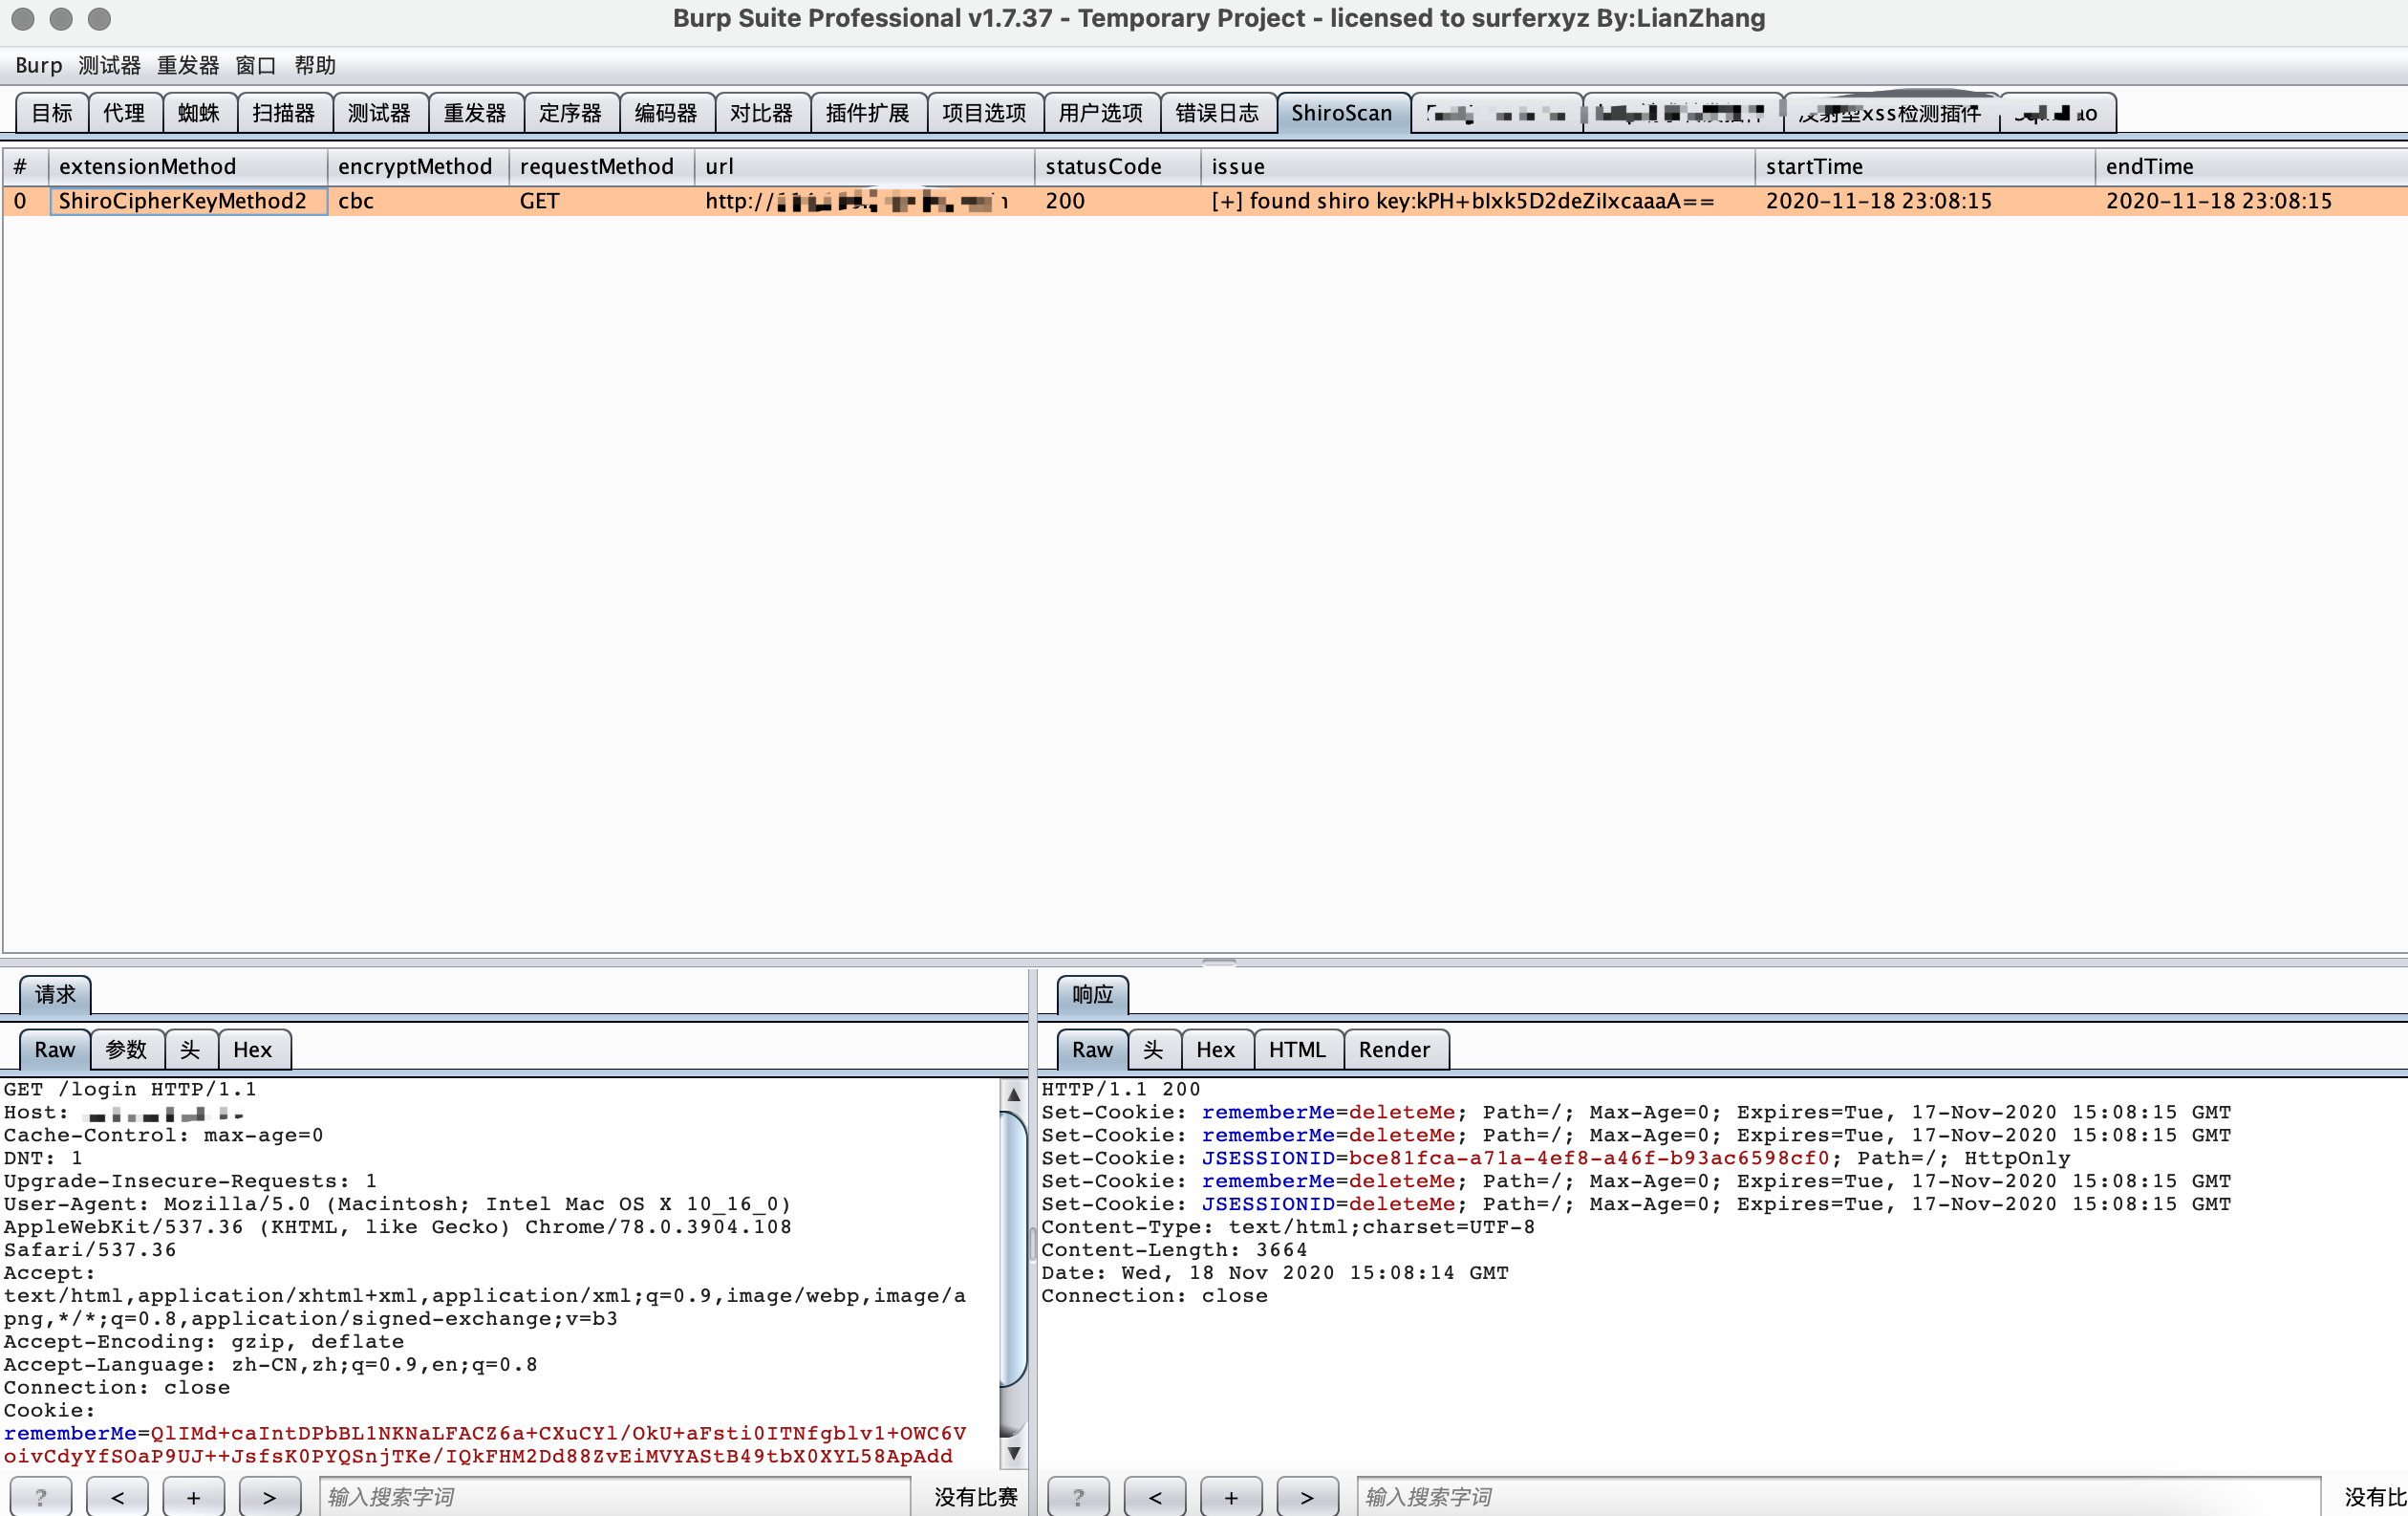 Burp Suite Professional v1.7.37 - Temporary Project - licensed to surferxyz By:LianZhang
Burp 测试器 重发器 窗口 帮助
目标 代理 蜘蛛 扫描器 测试器 重发器 定序器 编码器 对比器 插件扩展 项目选项 用户选项 错误日志 ShiroScan 反射型xss检测插件
# extensionMethod encryptMethod requestMethod url statusCode issue startTime endTime
0 ShiroCipherKeyMethod2 cbc GET http:// 200 [+] found shiro key:kPH+bIxk5D2deZiIxcaaaA== 2020-11-18 23:08:15 2020-11-18 23:08:15
请求
Raw 参数 头 Hex
GET /login HTTP/1.1
Host:
Cache-Control: max-age=0
DNT: 1
Upgrade-Insecure-Requests: 1
User-Agent: Mozilla/5.0 (Macintosh; Intel Mac OS X 10_16_0)
AppleWebKit/537.36 (KHTML, like Gecko) Chrome/78.0.3904.108
Safari/537.36
Accept:
text/html,application/xhtml+xml,application/xml;q=0.9,image/webp,image/a
png,*/*;q=0.8,application/signed-exchange;v=b3
Accept-Encoding: gzip, deflate
Accept-Language: zh-CN,zh;q=0.9,en;q=0.8
Connection: close
Cookie:
rememberMe=QlIMd+caIntDPbBL1NKNaLFACZ6a+CXuCYl/OkU+aFsti0ITNfgblv1+OWC6V
oivCdyYfSOaP9UJ++JsfsK0PYQSnjTKe/IQkFHM2Dd88ZvEiMVYAStB49tbX0XYL58ApAdd
? < + > 输入搜索字词 没有比赛
响应
Raw 头 Hex HTML Render
HTTP/1.1 200
Set-Cookie: rememberMe=deleteMe; Path=/; Max-Age=0; Expires=Tue, 17-Nov-2020 15:08:15 GMT
Set-Cookie: rememberMe=deleteMe; Path=/; Max-Age=0; Expires=Tue, 17-Nov-2020 15:08:15 GMT
Set-Cookie: JSESSIONID=bce81fca-a71a-4ef8-a46f-b93ac6598cf0; Path=/; HttpOnly
Set-Cookie: rememberMe=deleteMe; Path=/; Max-Age=0; Expires=Tue, 17-Nov-2020 15:08:15 GMT
Set-Cookie: JSESSIONID=deleteMe; Path=/; Max-Age=0; Expires=Tue, 17-Nov-2020 15:08:15 GMT
Content-Type: text/html;charset=UTF-8
Content-Length: 3664
Date: Wed, 18 Nov 2020 15:08:14 GMT
Connection: close
? < + > 输入搜索字词 没有比